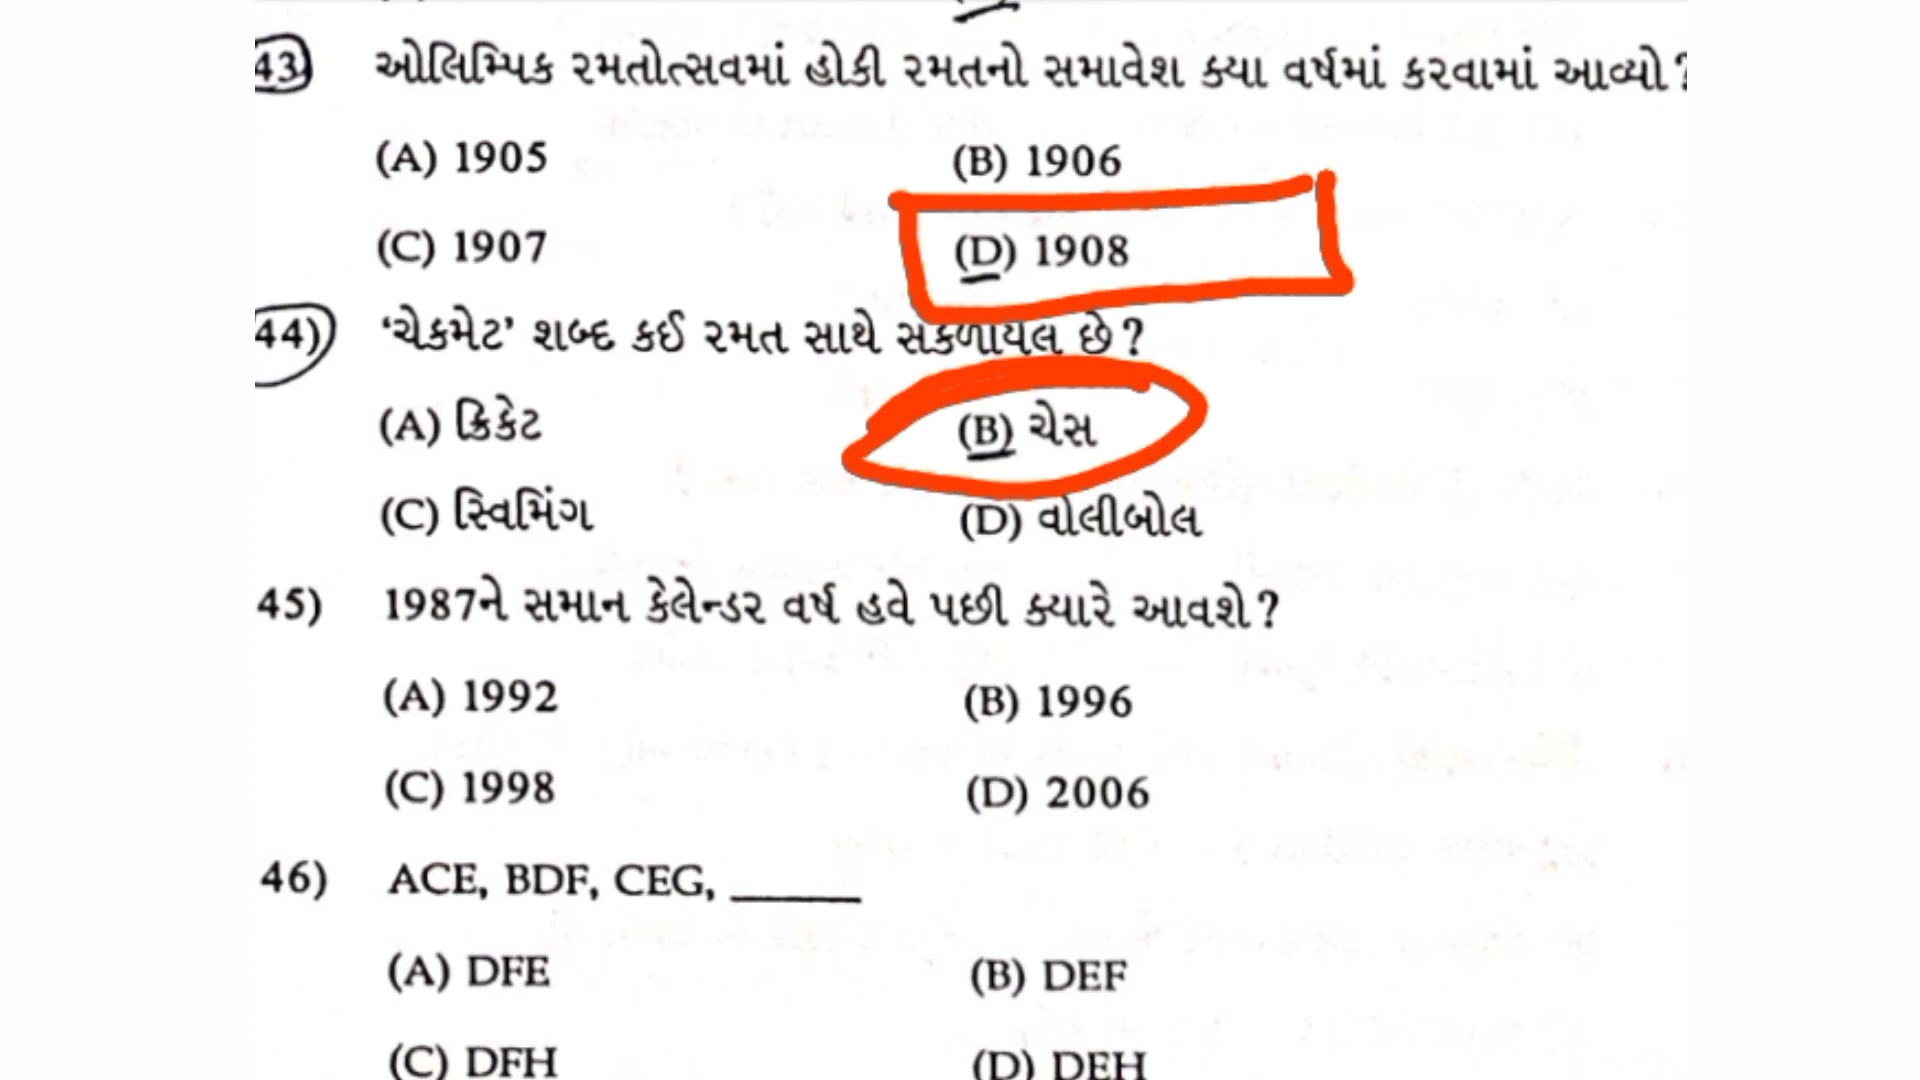 43) ઓલિમ્પિક રમતોત્સવમાં હોકી રમતનો સમાવેશ ક્યા વર્ષમાં કરવામાં આવ્યો?
(A) 1905 (B) 1906
(C) 1907 (D) 1908
44) ‘ચેકમેટ’ શબ્દ કઈ રમત સાથે સંકળાયેલ છે?
(A) ક્રિકેટ (B) ચેસ
(C) સ્વિમિંગ (D) વોલીબોલ
45) 1987ને સમાન કેલેન્ડર વર્ષ હવે પછી ક્યારે આવશે?
(A) 1992 (B) 1996
(C) 1998 (D) 2006
46) ACE, BDF, CEG, _____
(A) DFE (B) DEF
(C) DFH (D) DEH